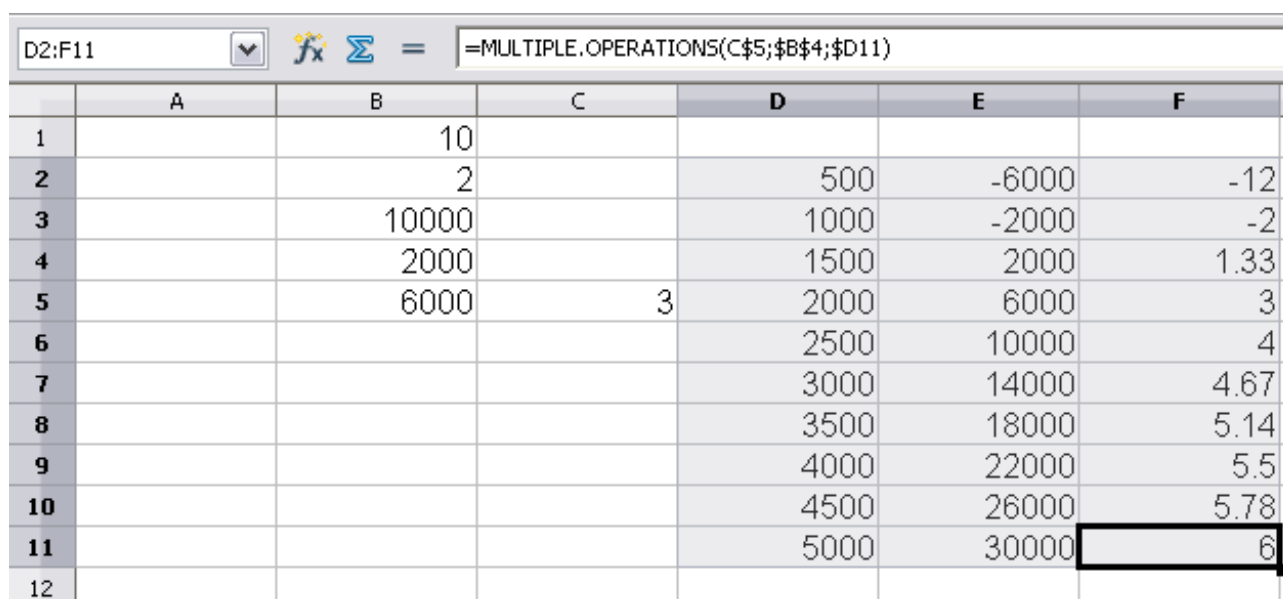 D2:F11 fx Σ = =MULTIPLE.OPERATIONS(C$5;$B$4;$D11)
A B C D E F
1 10
2 2 500 -6000 -12
3 10000 1000 -2000 -2
4 2000 1500 2000 1.33
5 6000 3 2000 6000 3
6 2500 10000 4
7 3000 14000 4.67
8 3500 18000 5.14
9 4000 22000 5.5
10 4500 26000 5.78
11 5000 30000 6
12